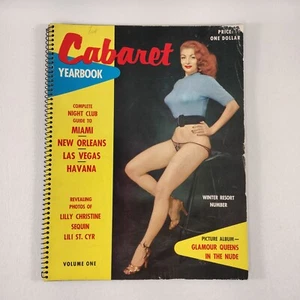 Cabaret
YEARBOOK
PRICE:
ONE DOLLAR
COMPLETE
NIGHT CLUB
GUIDE TO
MIAMI
NEW ORLEANS
LAS VEGAS
HAVANA
REVEALING
PHOTOS OF
LILLY CHRISTINE
SEQUIN
LILI ST. CYR
VOLUME ONE
WINTER RESORT
NUMBER
PICTURE ALBUM—
GLAMOUR QUEENS
IN THE NUDE